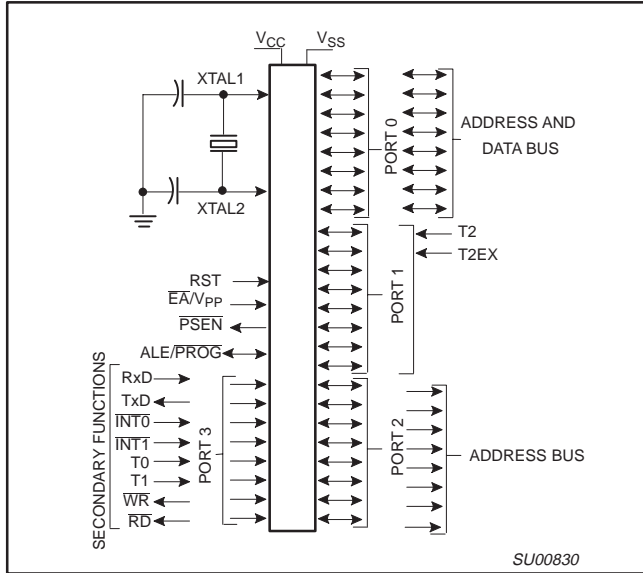 VCC VSS
XTAL1
XTAL2
PORT 0
ADDRESS AND
DATA BUS
T2
T2EX
PORT 1
RST
EA/VPP
PSEN
ALE/PROG
SECONDARY FUNCTIONS
RxD
TxD
INT0
INT1
T0
T1
WR
RD
PORT 3
PORT 2
ADDRESS BUS
SU00830